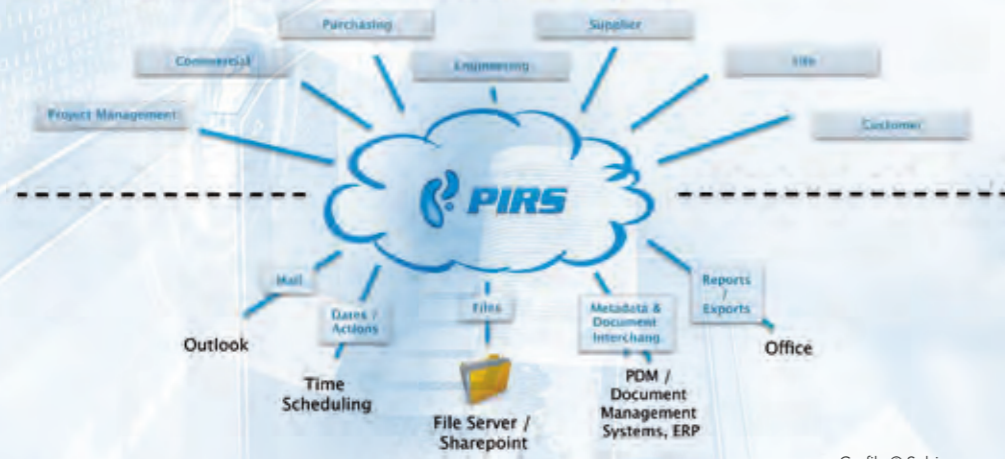 Purchasing
Supplier
Commercial
Engineering
Site
Project Management
Customer
PIRS
Mail
Dates /
Actions
Files
Metadata &
Document
Interchang.
Reports
/
Exports
Outlook
Time
Scheduling
File Server /
Sharepoint
PDM /
Document
Management
Systems, ERP
Office